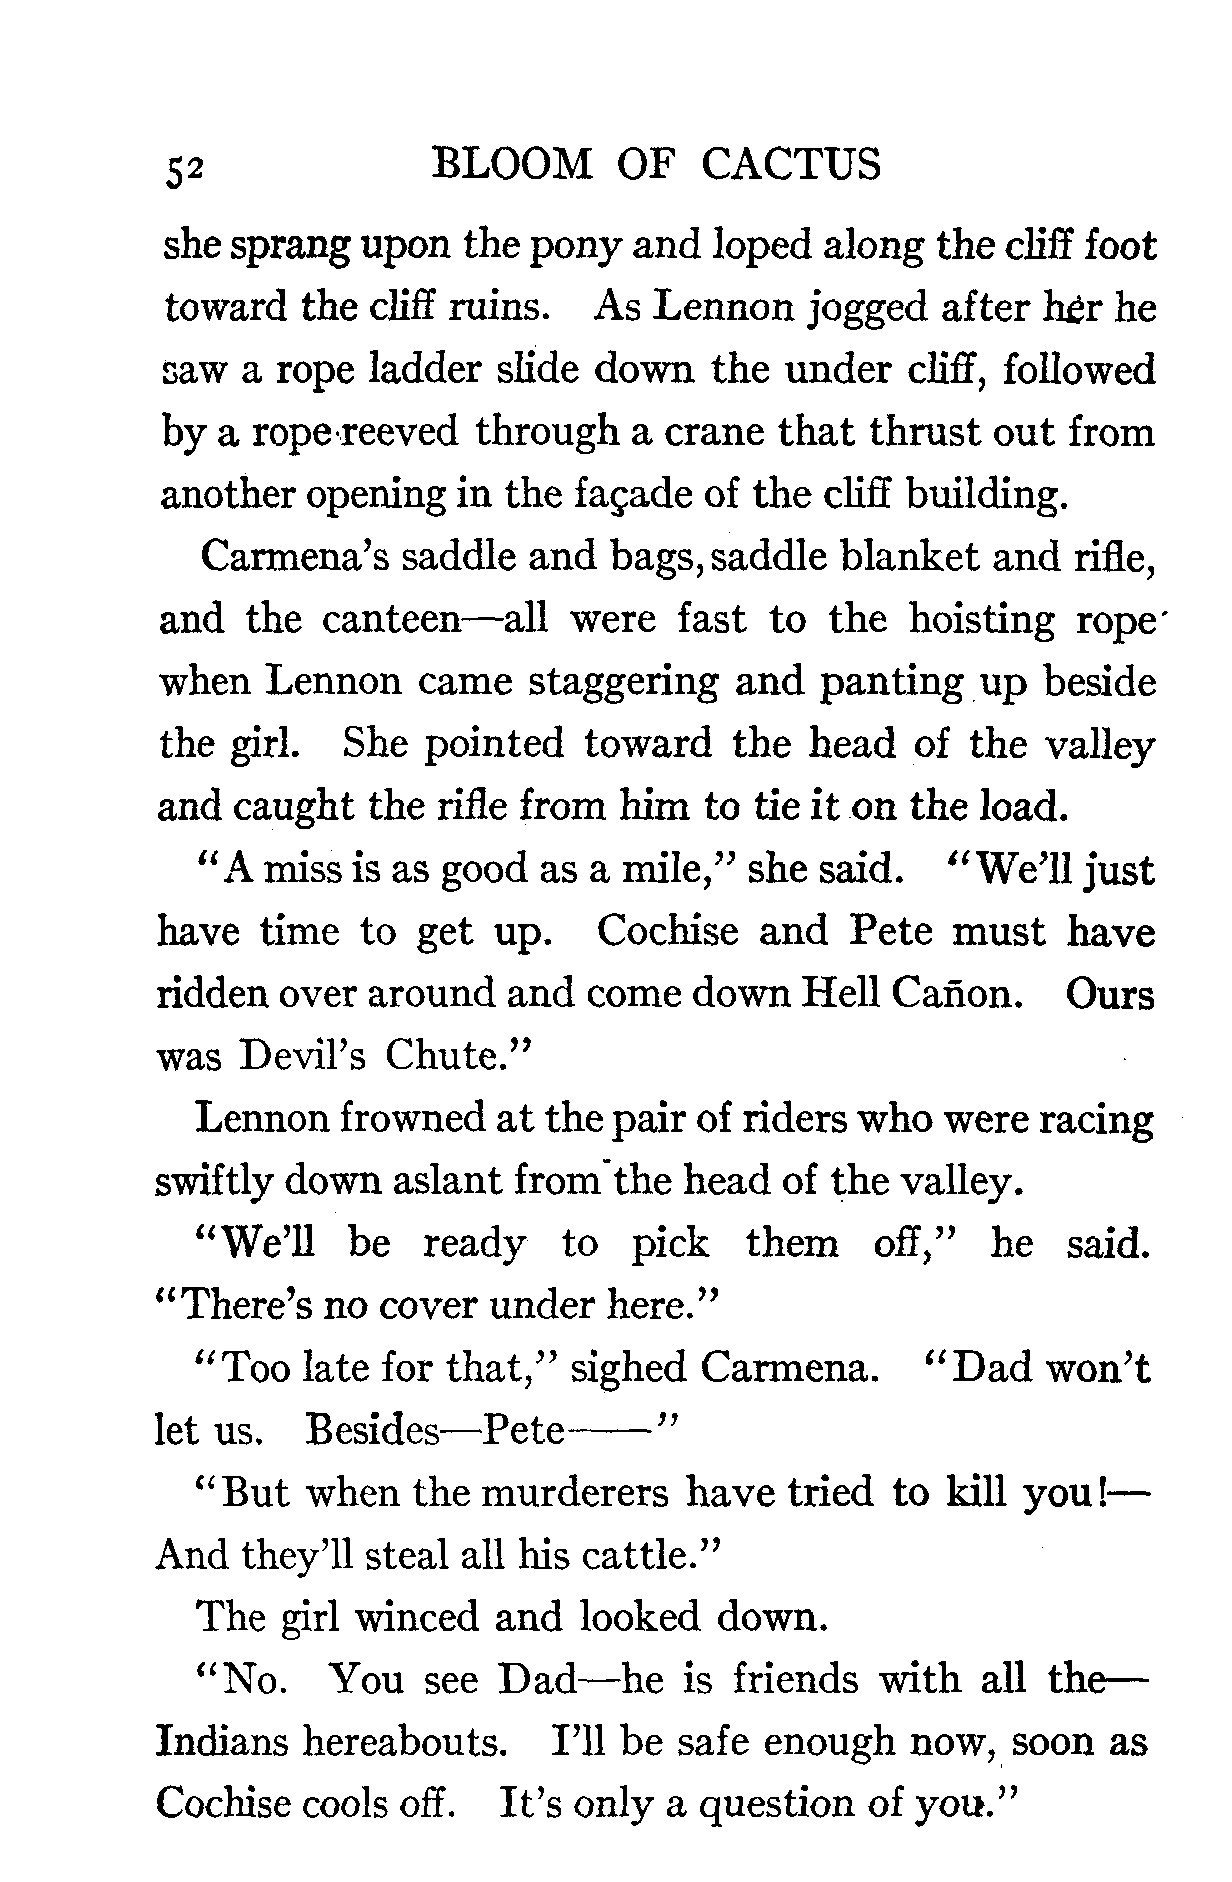 52 BLOOM OF CACTUS
she sprang upon the pony and loped along the cliff foot
toward the cliff ruins. As Lennon jogged after her he
saw a rope ladder slide down the under cliff, followed
by a rope reeved through a crane that thrust out from
another opening in the façade of the cliff building.
Carmena's saddle and bags, saddle blanket and rifle,
and the canteen—all were fast to the hoisting rope
when Lennon came staggering and panting up beside
the girl. She pointed toward the head of the valley
and caught the rifle from him to tie it on the load.
"A miss is as good as a mile," she said. "We'll just
have time to get up. Cochise and Pete must have
ridden over around and come down Hell Cañon. Ours
was Devil's Chute."
Lennon frowned at the pair of riders who were racing
swiftly down aslant from the head of the valley.
"We'll be ready to pick them off," he said.
"There's no cover under here."
"Too late for that," sighed Carmena. "Dad won't
let us. Besides—Pete——"
"But when the murderers have tried to kill you!—
And they'll steal all his cattle."
The girl winced and looked down.
"No. You see Dad—he is friends with all the—
Indians hereabouts. I'll be safe enough now, soon as
Cochise cools off. It's only a question of you."